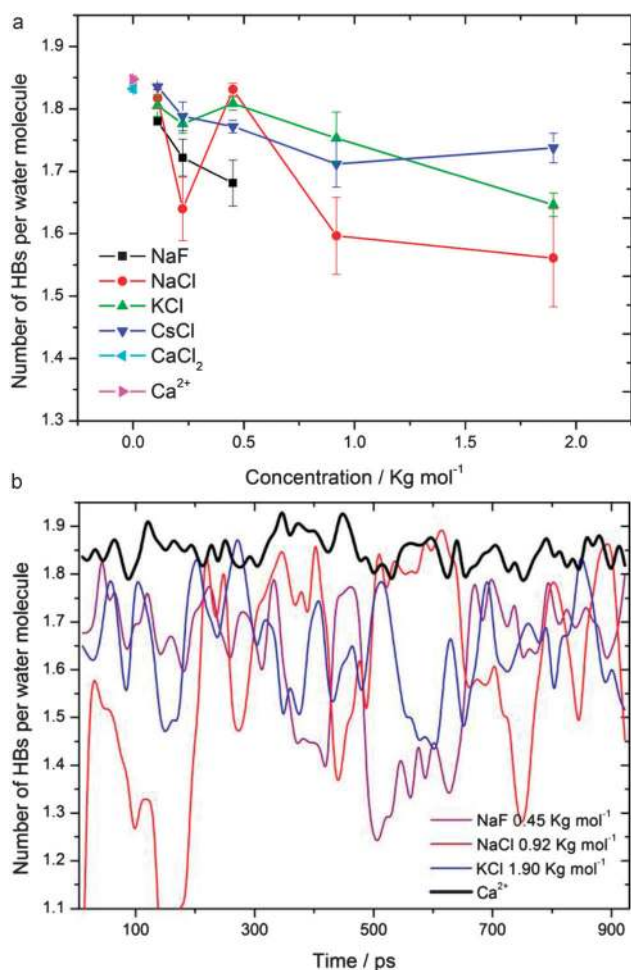 a
1.9
1.8
1.7
1.6
1.5
1.4
1.3
Number of HBs per water molecule
NaF
NaCl
KCl
CsCl
CaCl2
Ca2+
0.0 0.5 1.0 1.5 2.0
Concentration / Kg mol-1
b
1.9
1.8
1.7
1.6
1.5
1.4
1.3
1.2
1.1
Number of HBs per water molecule
NaF 0.45 Kg mol-1
NaCl 0.92 Kg mol-1
KCl 1.90 Kg mol-1
Ca2+
100 300 500 700 900
Time / ps